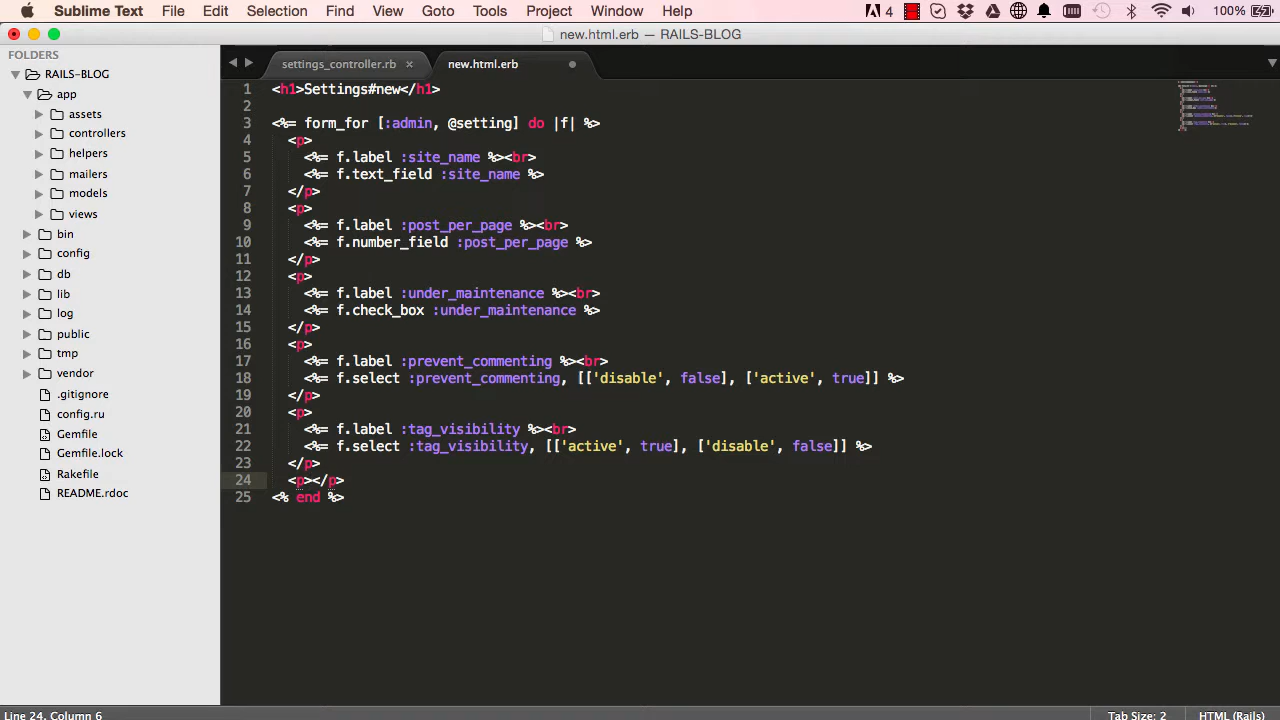 Sublime Text File Edit Selection Find View Goto Tools Project Window Help 4 100%
new.html.erb — RAILS-BLOG
FOLDERS
RAILS-BLOG
app
assets
controllers
helpers
mailers
models
views
bin
config
db
lib
log
public
tmp
vendor
.gitignore
config.ru
Gemfile
Gemfile.lock
Rakefile
README.rdoc
settings_controller.rb × new.html.erb
1 <h1>Settings#new</h1>
2
3 <%= form_for [:admin, @setting] do |f| %>
4 <p>
5 <%= f.label :site_name %><br>
6 <%= f.text_field :site_name %>
7 </p>
8 <p>
9 <%= f.label :post_per_page %><br>
10 <%= f.number_field :post_per_page %>
11 </p>
12 <p>
13 <%= f.label :under_maintenance %><br>
14 <%= f.check_box :under_maintenance %>
15 </p>
16 <p>
17 <%= f.label :prevent_commenting %><br>
18 <%= f.select :prevent_commenting, [['disable', false], ['active', true]] %>
19 </p>
20 <p>
21 <%= f.label :tag_visibility %><br>
22 <%= f.select :tag_visibility, [['active', true], ['disable', false]] %>
23 </p>
24 <p></p>
25 <% end %>
Line 24, Column 6 Tab Size: 2 HTML (Rails)